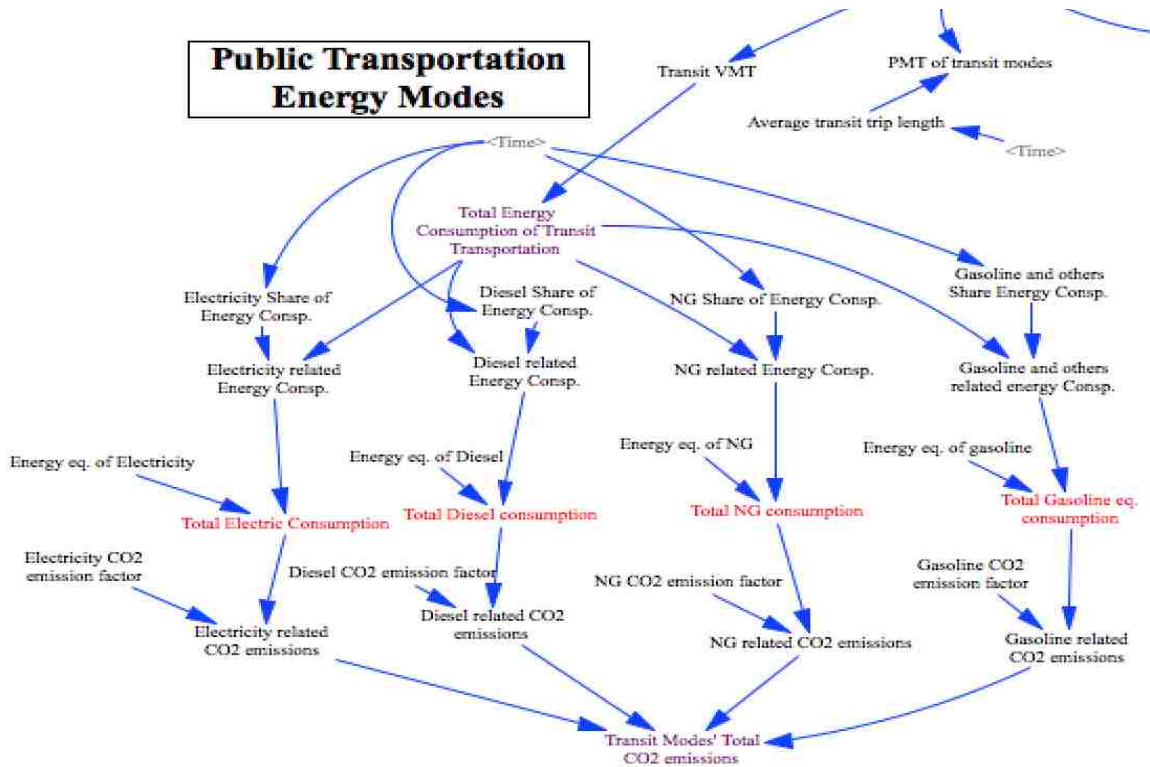 Public Transportation
Energy Modes
Transit VMT
PMT of transit modes
Average transit trip length
<Time>
<Time>
Total Energy
Consumption of Transit
Transportation
Electricity Share of
Energy Consp.
Diesel Share of
Energy Consp.
NG Share of Energy Consp.
Gasoline and others
Share Energy Consp.
Electricity related
Energy Consp.
Diesel related
Energy Consp.
NG related Energy Consp.
Gasoline and others
related energy Consp.
Energy eq. of Electricity
Energy eq. of Diesel
Energy eq. of NG
Energy eq. of gasoline
Total Electric Consumption
Total Diesel consumption
Total NG consumption
Total Gasoline eq.
consumption
Electricity CO2
emission factor
Diesel CO2 emission factor
NG CO2 emission factor
Gasoline CO2
emission factor
Electricity related
CO2 emissions
Diesel related CO2
emissions
NG related CO2 emissions
Gasoline related
CO2 emissions
Transit Modes' Total
CO2 emissions